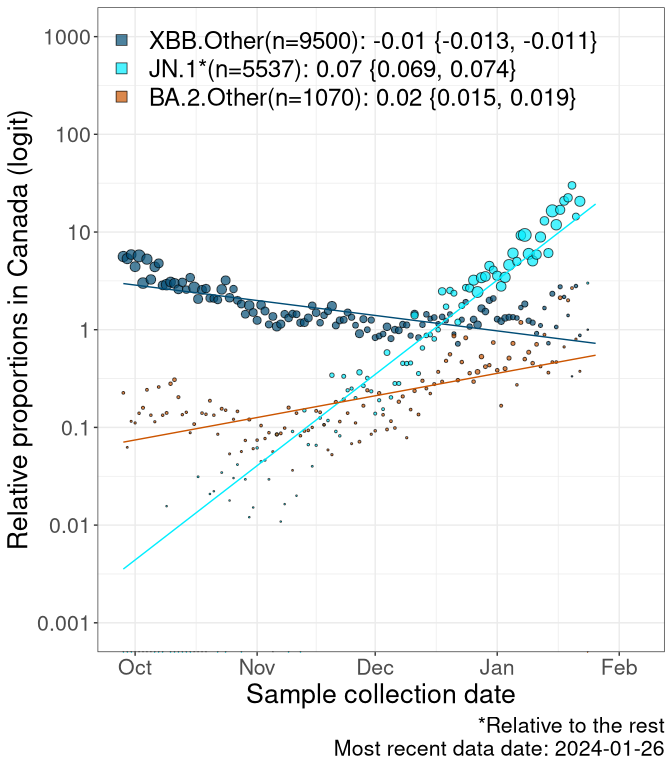 1000
100
10
1
0.1
0.01
0.001
Relative proportions in Canada (logit)
XBB.Other(n=9500): -0.01 {-0.013, -0.011}
JN.1*(n=5537): 0.07 {0.069, 0.074}
BA.2.Other(n=1070): 0.02 {0.015, 0.019}
Oct Nov Dec Jan Feb
Sample collection date
*Relative to the rest
Most recent data date: 2024-01-26